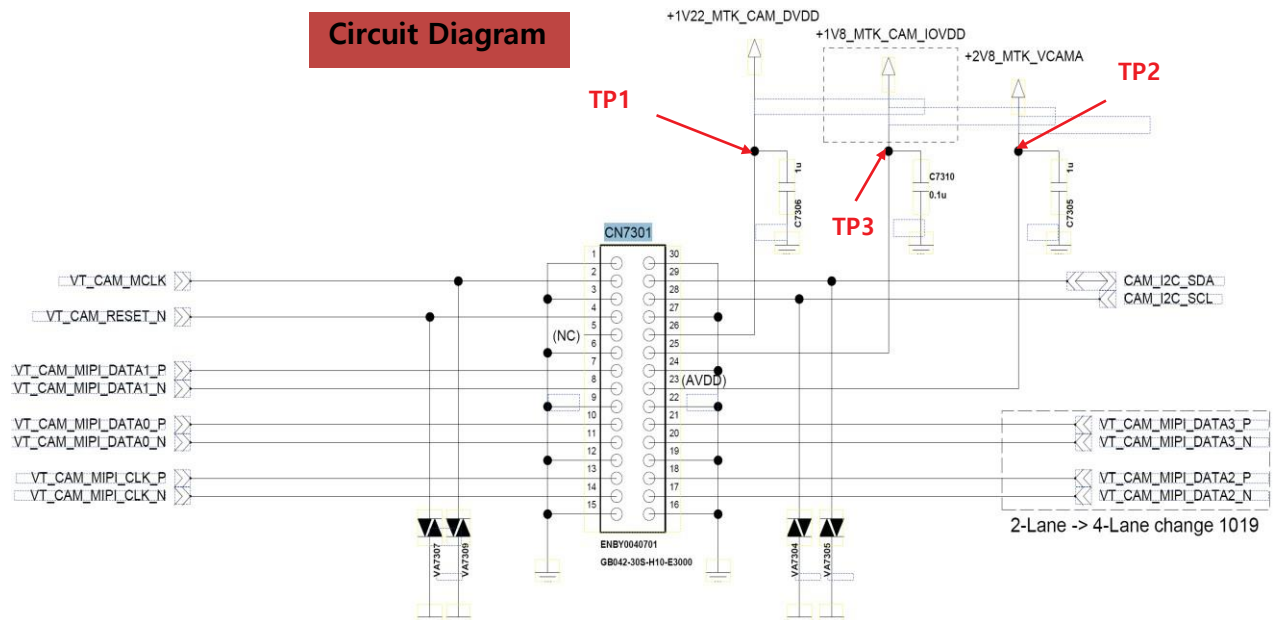 Circuit Diagram
+1V22_MTK_CAM_DVDD
+1V8_MTK_CAM_IOVDD
+2V8_MTK_VCAMA
TP1
TP2
TP3
1u
C7306
C7310
0.1u
1u
C7305
CN7301
1
2
3
4
5
6
7
8
9
10
11
12
13
14
15
30
29
28
27
26
25
24
23
22
21
20
19
18
17
16
(NC)
(AVDD)
VT_CAM_MCLK
VT_CAM_RESET_N
VT_CAM_MIPI_DATA1_P
VT_CAM_MIPI_DATA1_N
VT_CAM_MIPI_DATA0_P
VT_CAM_MIPI_DATA0_N
VT_CAM_MIPI_CLK_P
VT_CAM_MIPI_CLK_N
CAM_I2C_SDA
CAM_I2C_SCL
VT_CAM_MIPI_DATA3_P
VT_CAM_MIPI_DATA3_N
VT_CAM_MIPI_DATA2_P
VT_CAM_MIPI_DATA2_N
2-Lane -> 4-Lane change 1019
VA7307
VA7309
VA7304
VA7305
ENBY0040701
GB042-30S-H10-E3000